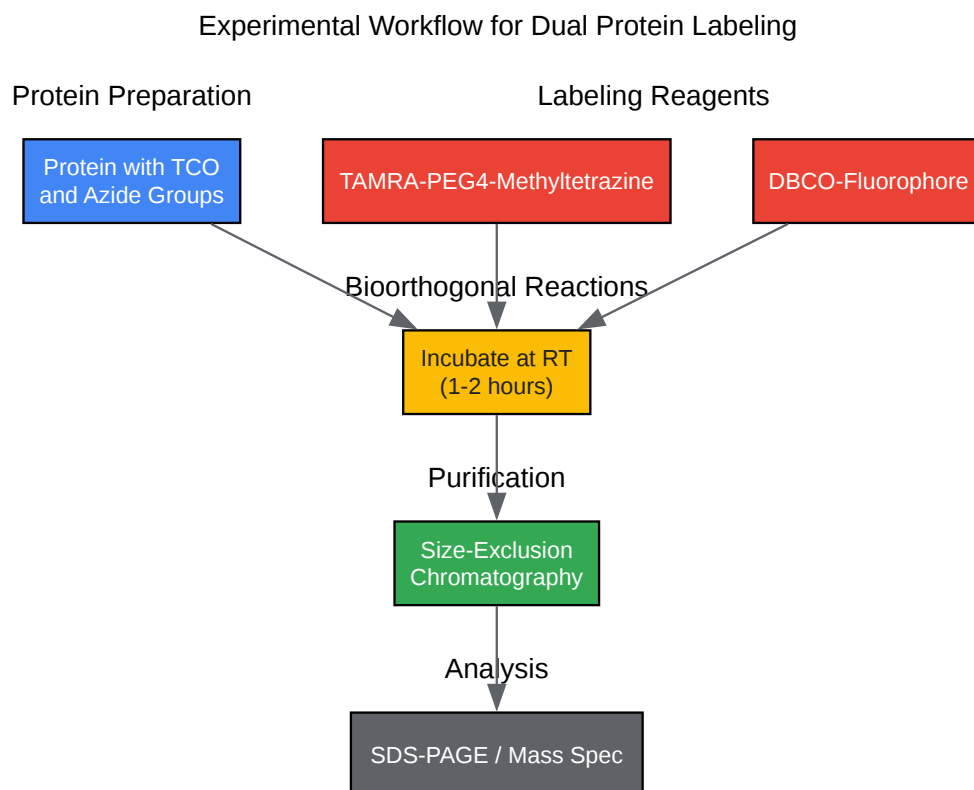 Experimental Workflow for Dual Protein Labeling
Protein Preparation
Labeling Reagents
Protein with TCO
and Azide Groups
TAMRA-PEG4-Methyltetrazine
DBCO-Fluorophore
Bioorthogonal Reactions
Incubate at RT
(1-2 hours)
Purification
Size-Exclusion
Chromatography
Analysis
SDS-PAGE / Mass Spec